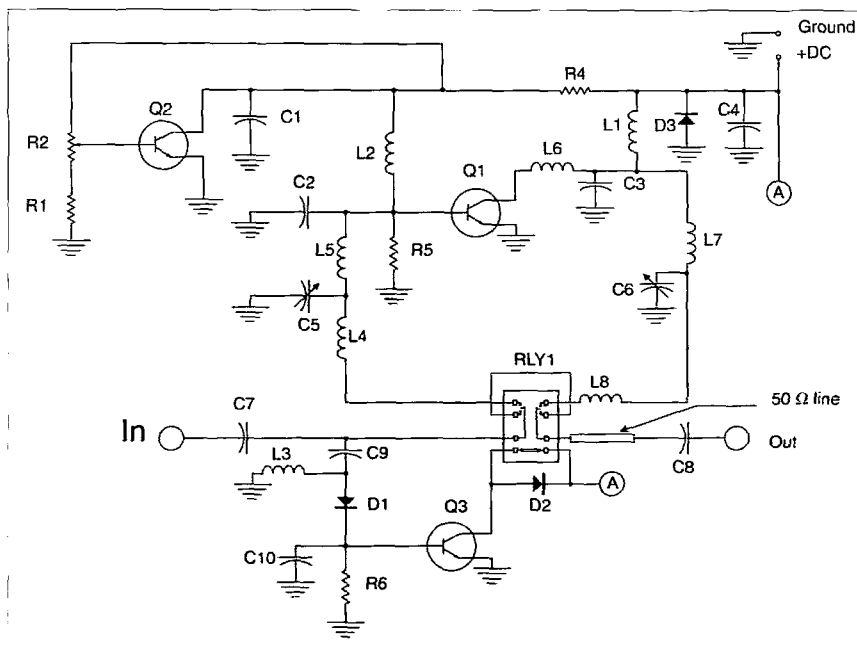 Ground
+DC
R4
Q2
C1
L1
D3
C4
R2
L2
L6
Q1
C3
A
C2
R1
L5
R5
L7
C6
C5
L4
RLY1
L8
50 Ω line
C7
In
Out
C9
C8
L3
A
D1
Q3
D2
C10
R6